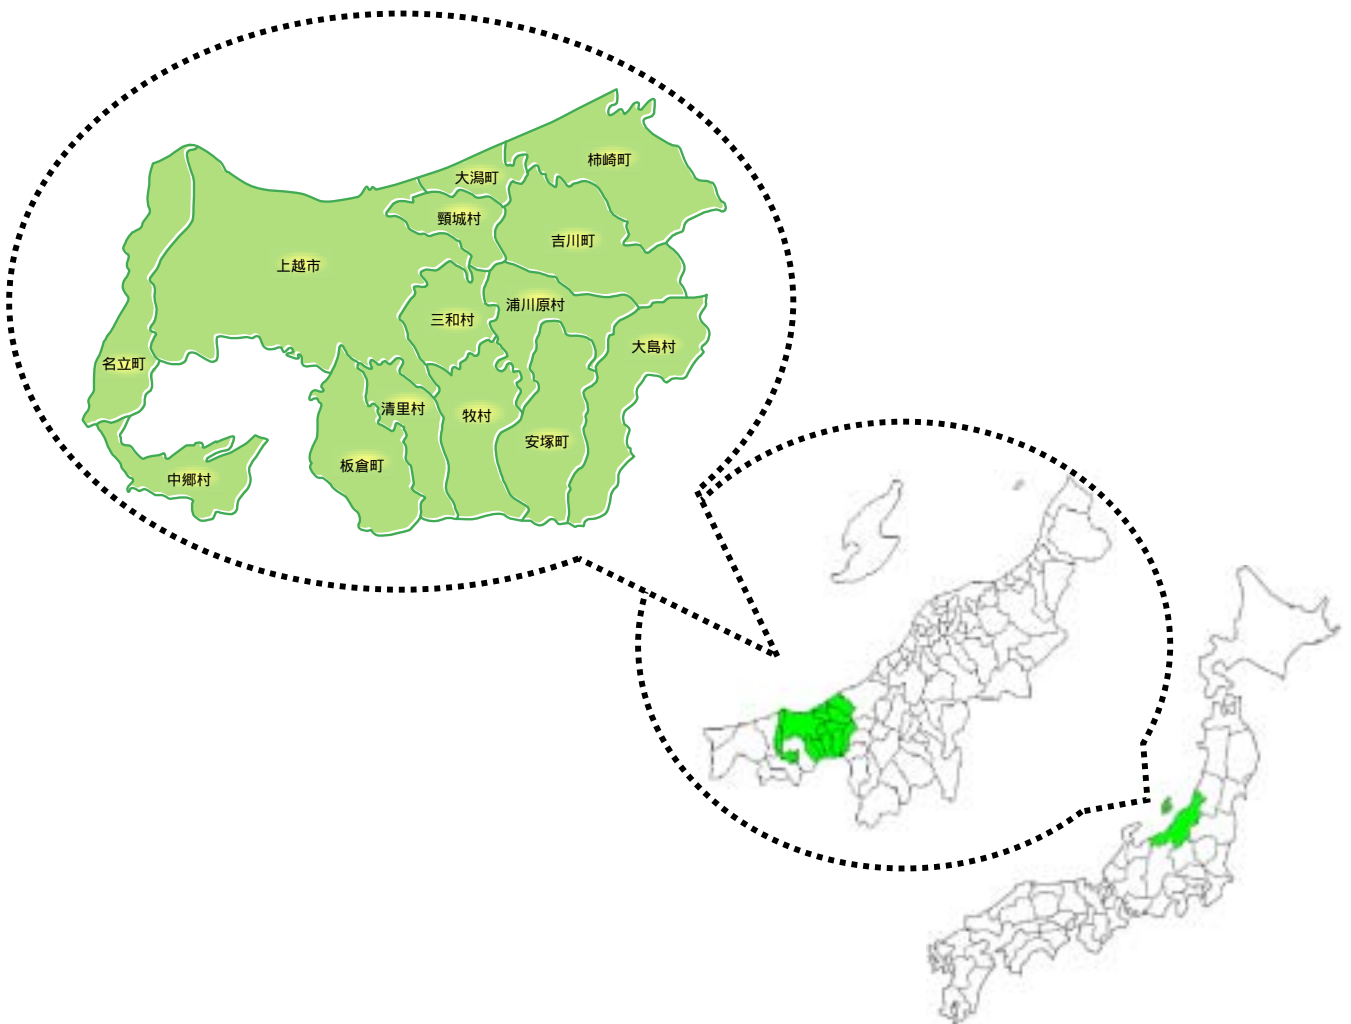 柿崎町
大潟町
頸城村
吉川町
上越市
浦川原村
三和村
大島村
名立町
清里村
牧村
安塚町
板倉町
中郷村